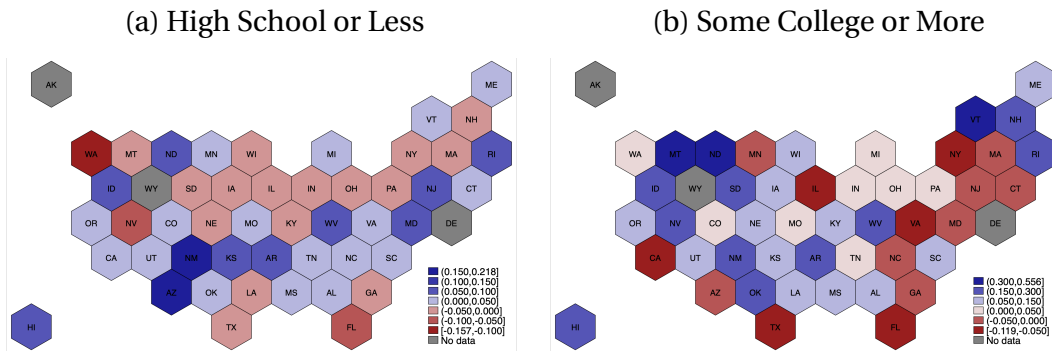 (a) High School or Less
AK
ME
VT NH
WA MT ND MN WI MI NY MA RI
ID WY SD IA IL IN OH PA NJ CT
OR NV CO NE MO KY WV VA MD DE
CA UT NM KS AR TN NC SC
AZ OK LA MS AL GA
HI TX FL
(0.150,0.218]
(0.100,0.150]
(0.050,0.100]
(0.000,0.050]
(-0.050,0.000]
(-0.100,-0.050]
[-0.157,-0.100]
No data
(b) Some College or More
AK
ME
VT NH
WA MT ND MN WI MI NY MA RI
ID WY SD IA IL IN OH PA NJ CT
OR NV CO NE MO KY WV VA MD DE
CA UT NM KS AR TN NC SC
AZ OK LA MS AL GA
HI TX FL
(0.300,0.556]
(0.150,0.300]
(0.050,0.150]
(0.000,0.050]
(-0.050,0.000]
[-0.119,-0.050]
No data